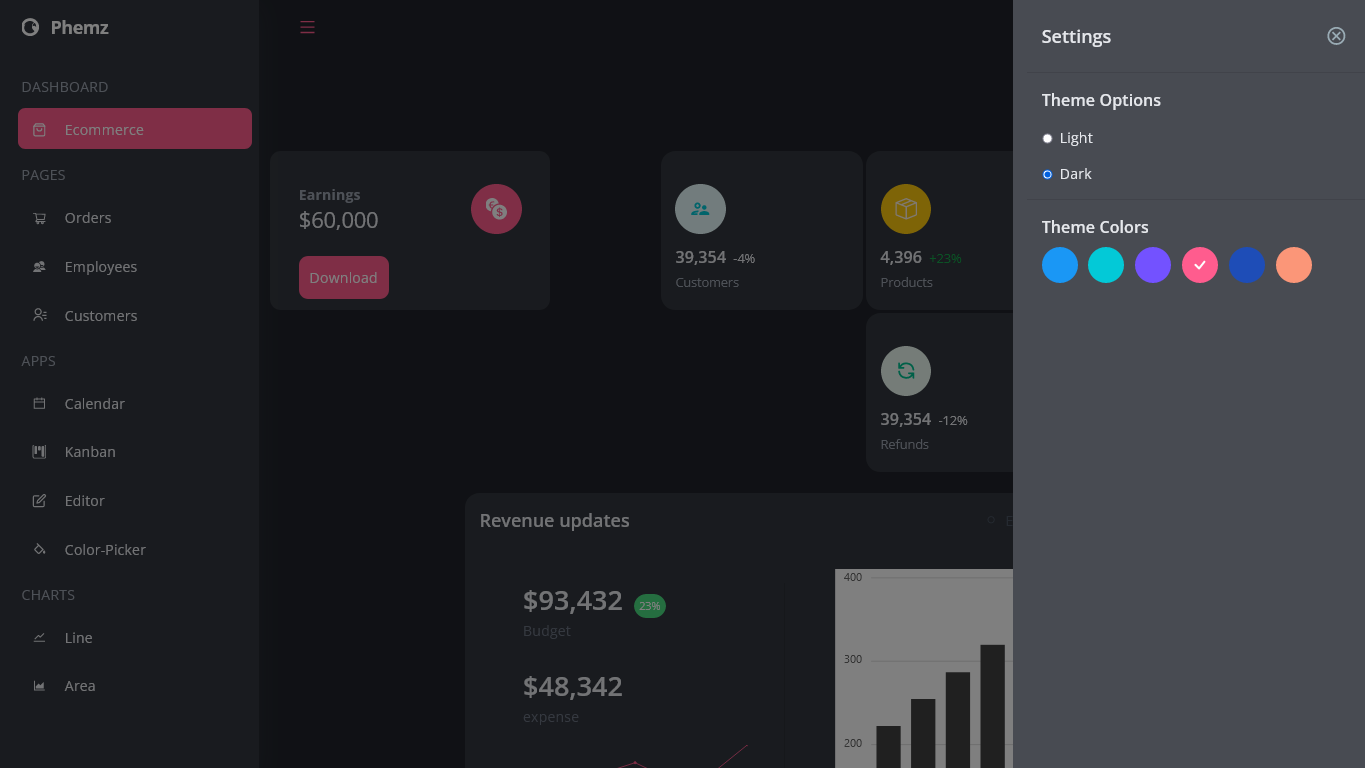 Phemz
DASHBOARD
Ecommerce
PAGES
Orders
Employees
Customers
APPS
Calendar
Kanban
Editor
Color-Picker
CHARTS
Line
Area
Earnings
$60,000
Download
39,354 -4%
Customers
4,396 +23%
Products
39,354 -12%
Refunds
Revenue updates
$93,432 23%
Budget
$48,342
expense
400
300
200
Settings
Theme Options
Light
Dark
Theme Colors